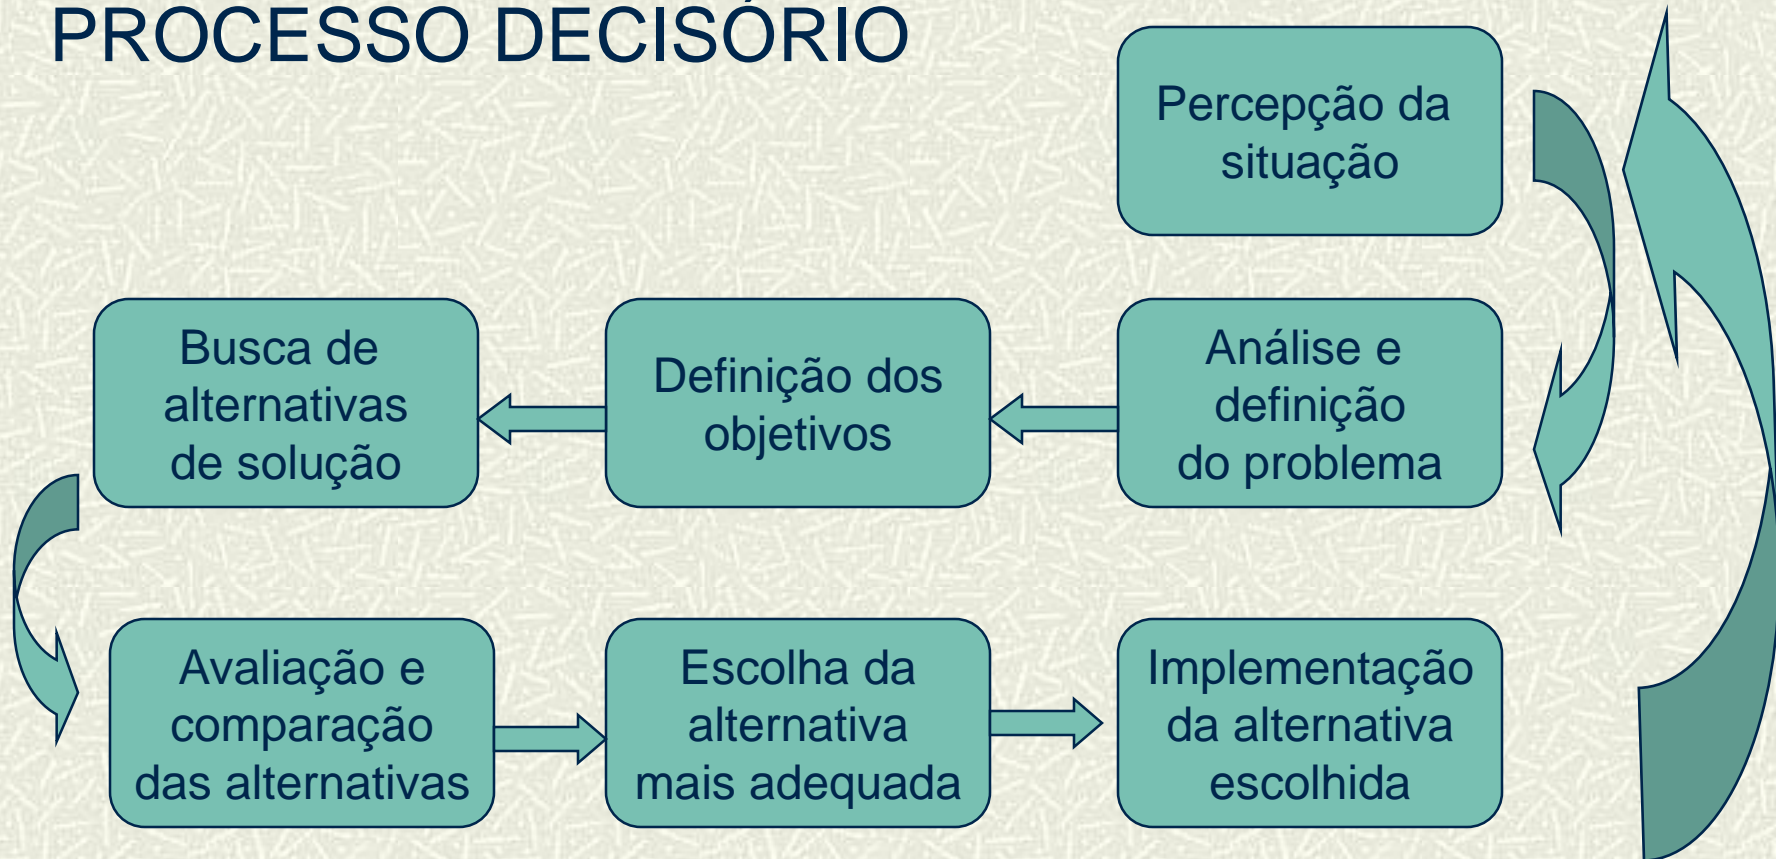 PROCESSO DECISÓRIO
Percepção da
situação
Análise e
definição
do problema
Definição dos
objetivos
Busca de
alternativas
de solução
Avaliação e
comparação
das alternativas
Escolha da
alternativa
mais adequada
Implementação
da alternativa
escolhida